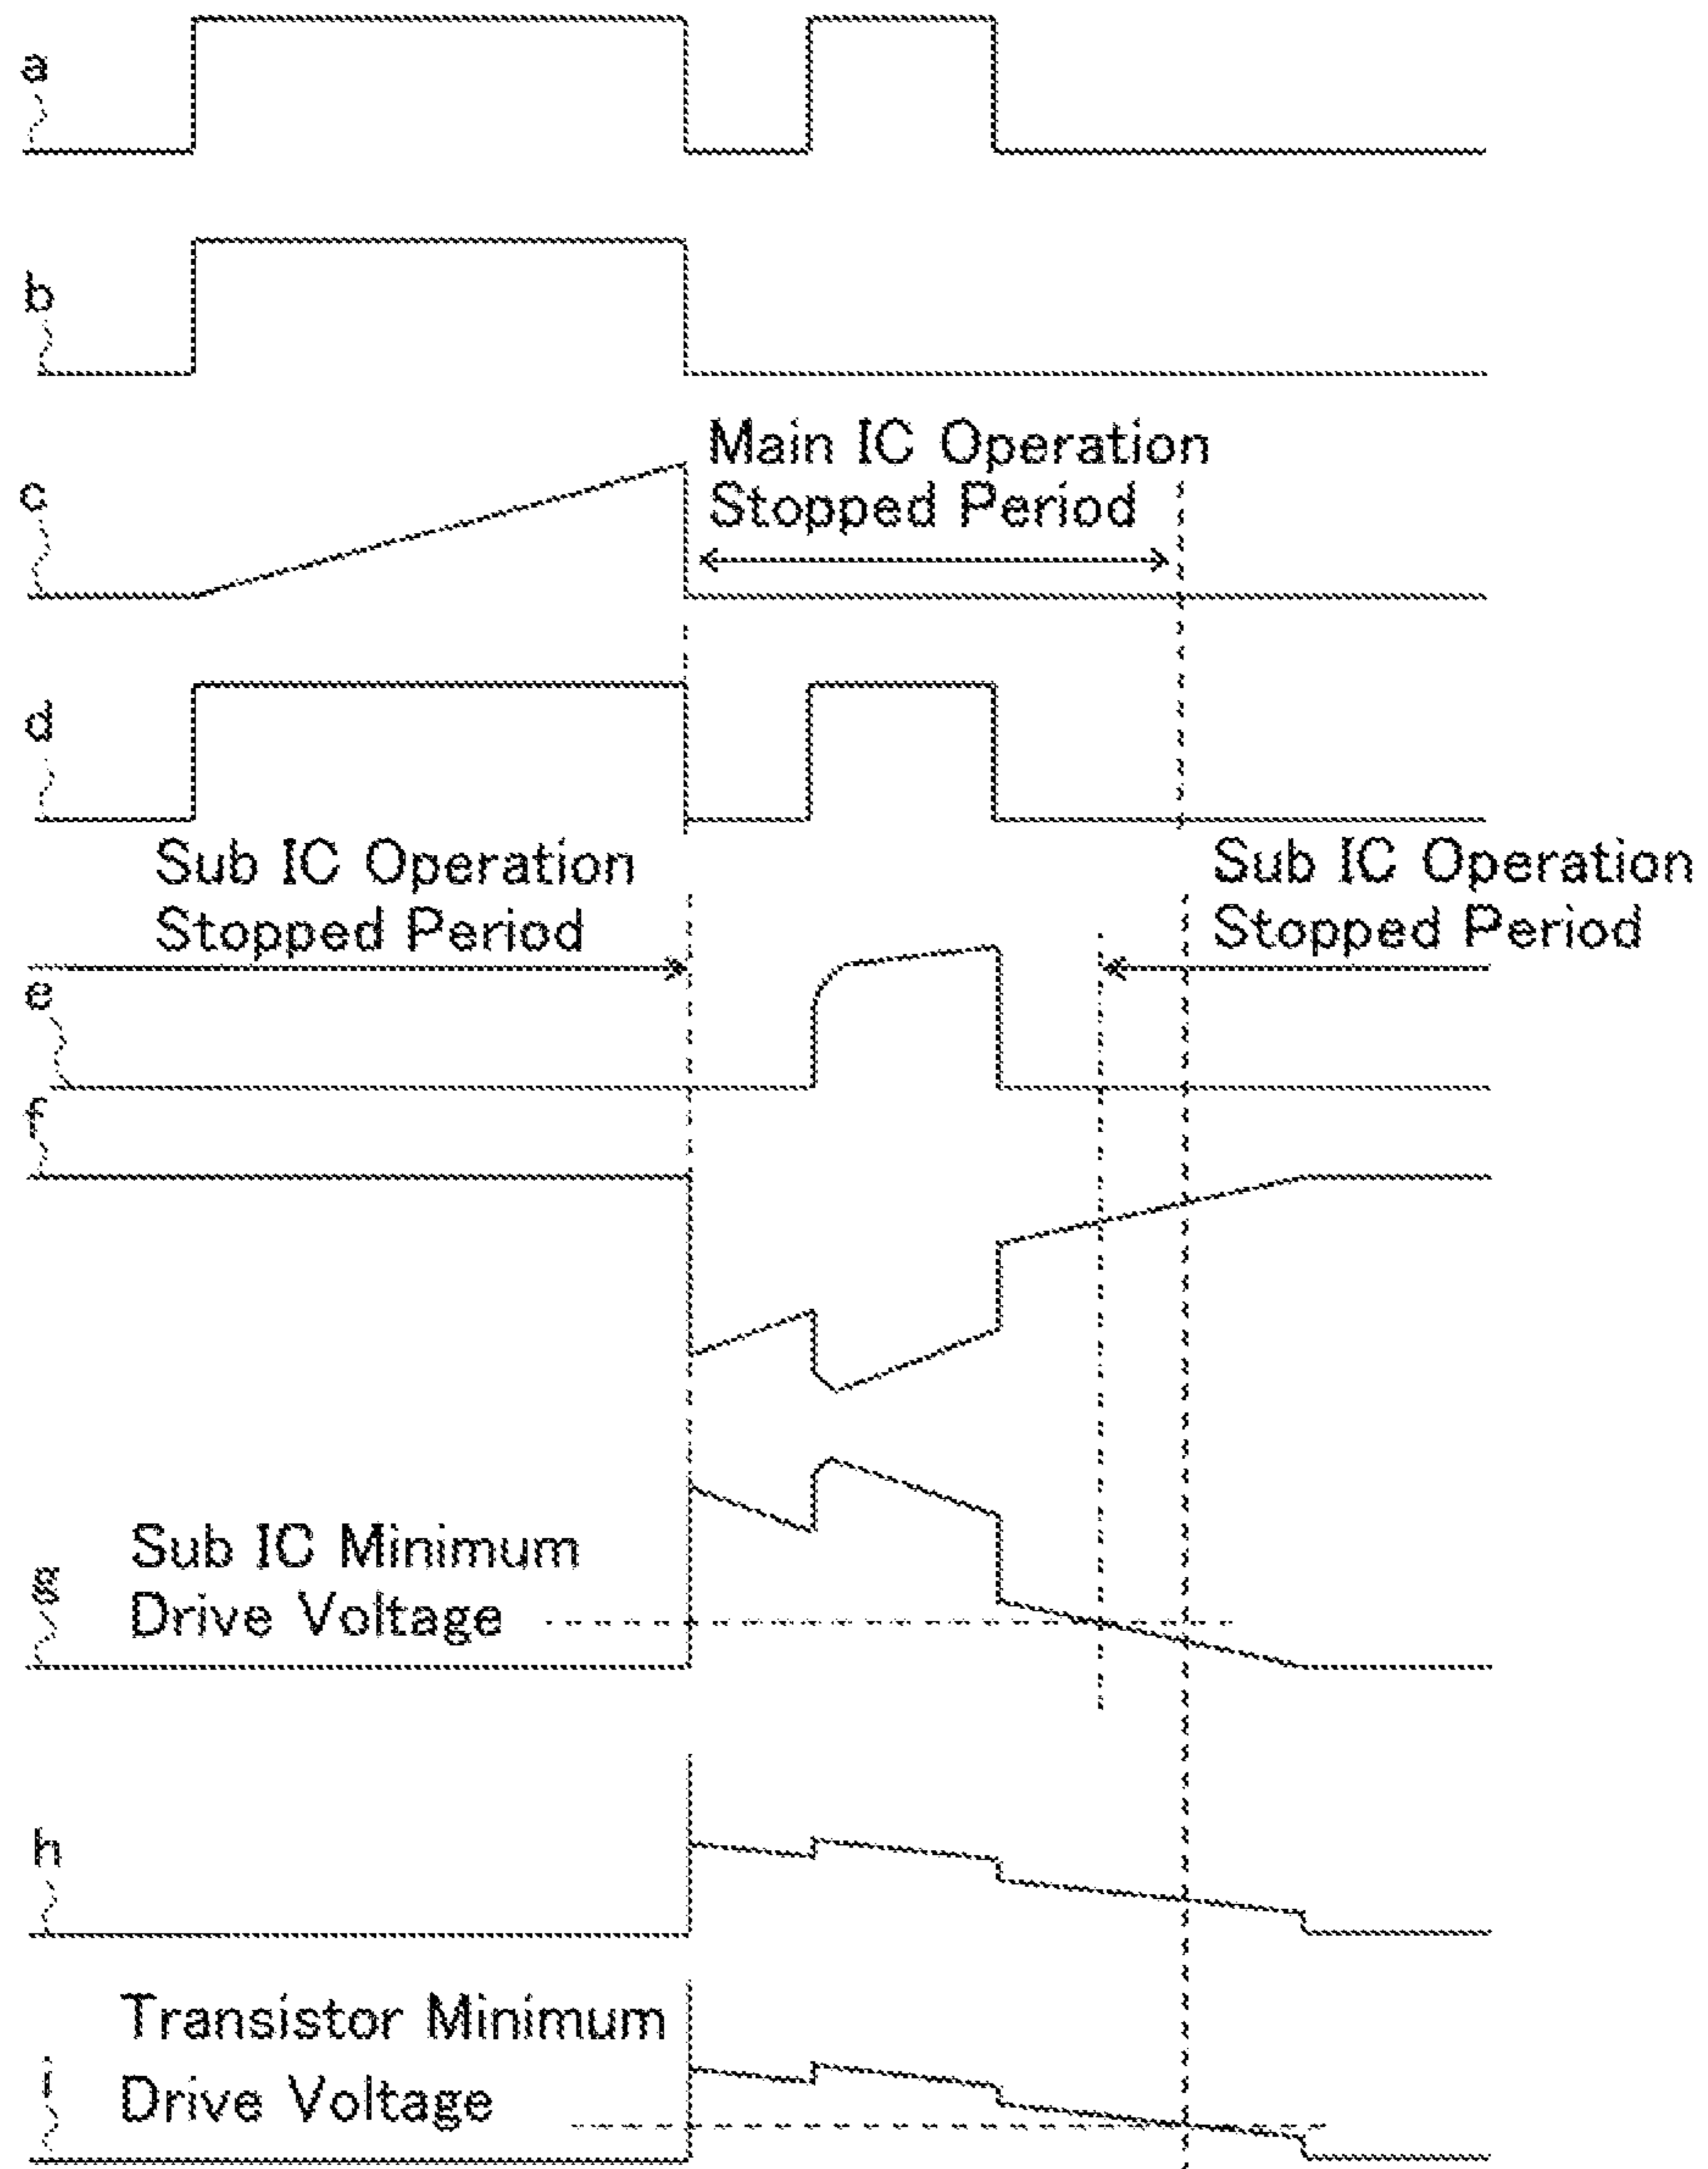 a
b
Main IC Operation
Stopped Period
c
d
Sub IC Operation
Stopped Period
Sub IC Operation
Stopped Period
e
f
Sub IC Minimum
Drive Voltage
g
h
Transistor Minimum
Drive Voltage
i